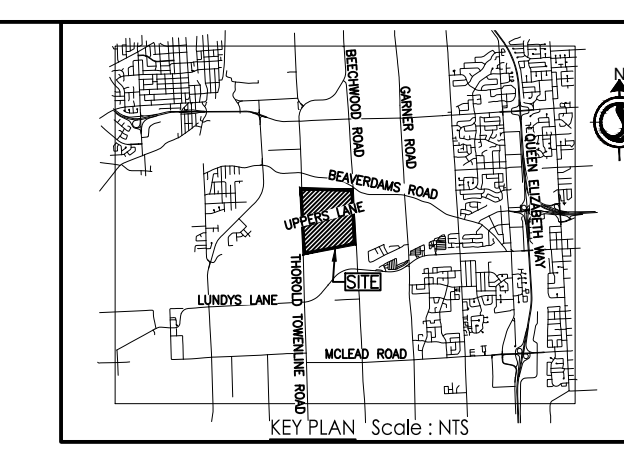 N
BEECHWOOD ROAD
GARNER ROAD
QUEEN ELIZABETH WAY
BEAVERDAMS ROAD
UPPERS LANE
SITE
THOROLD TOWENLINE ROAD
LUNDYS LANE
MCLEAD ROAD
KEY PLAN Scale : NTS